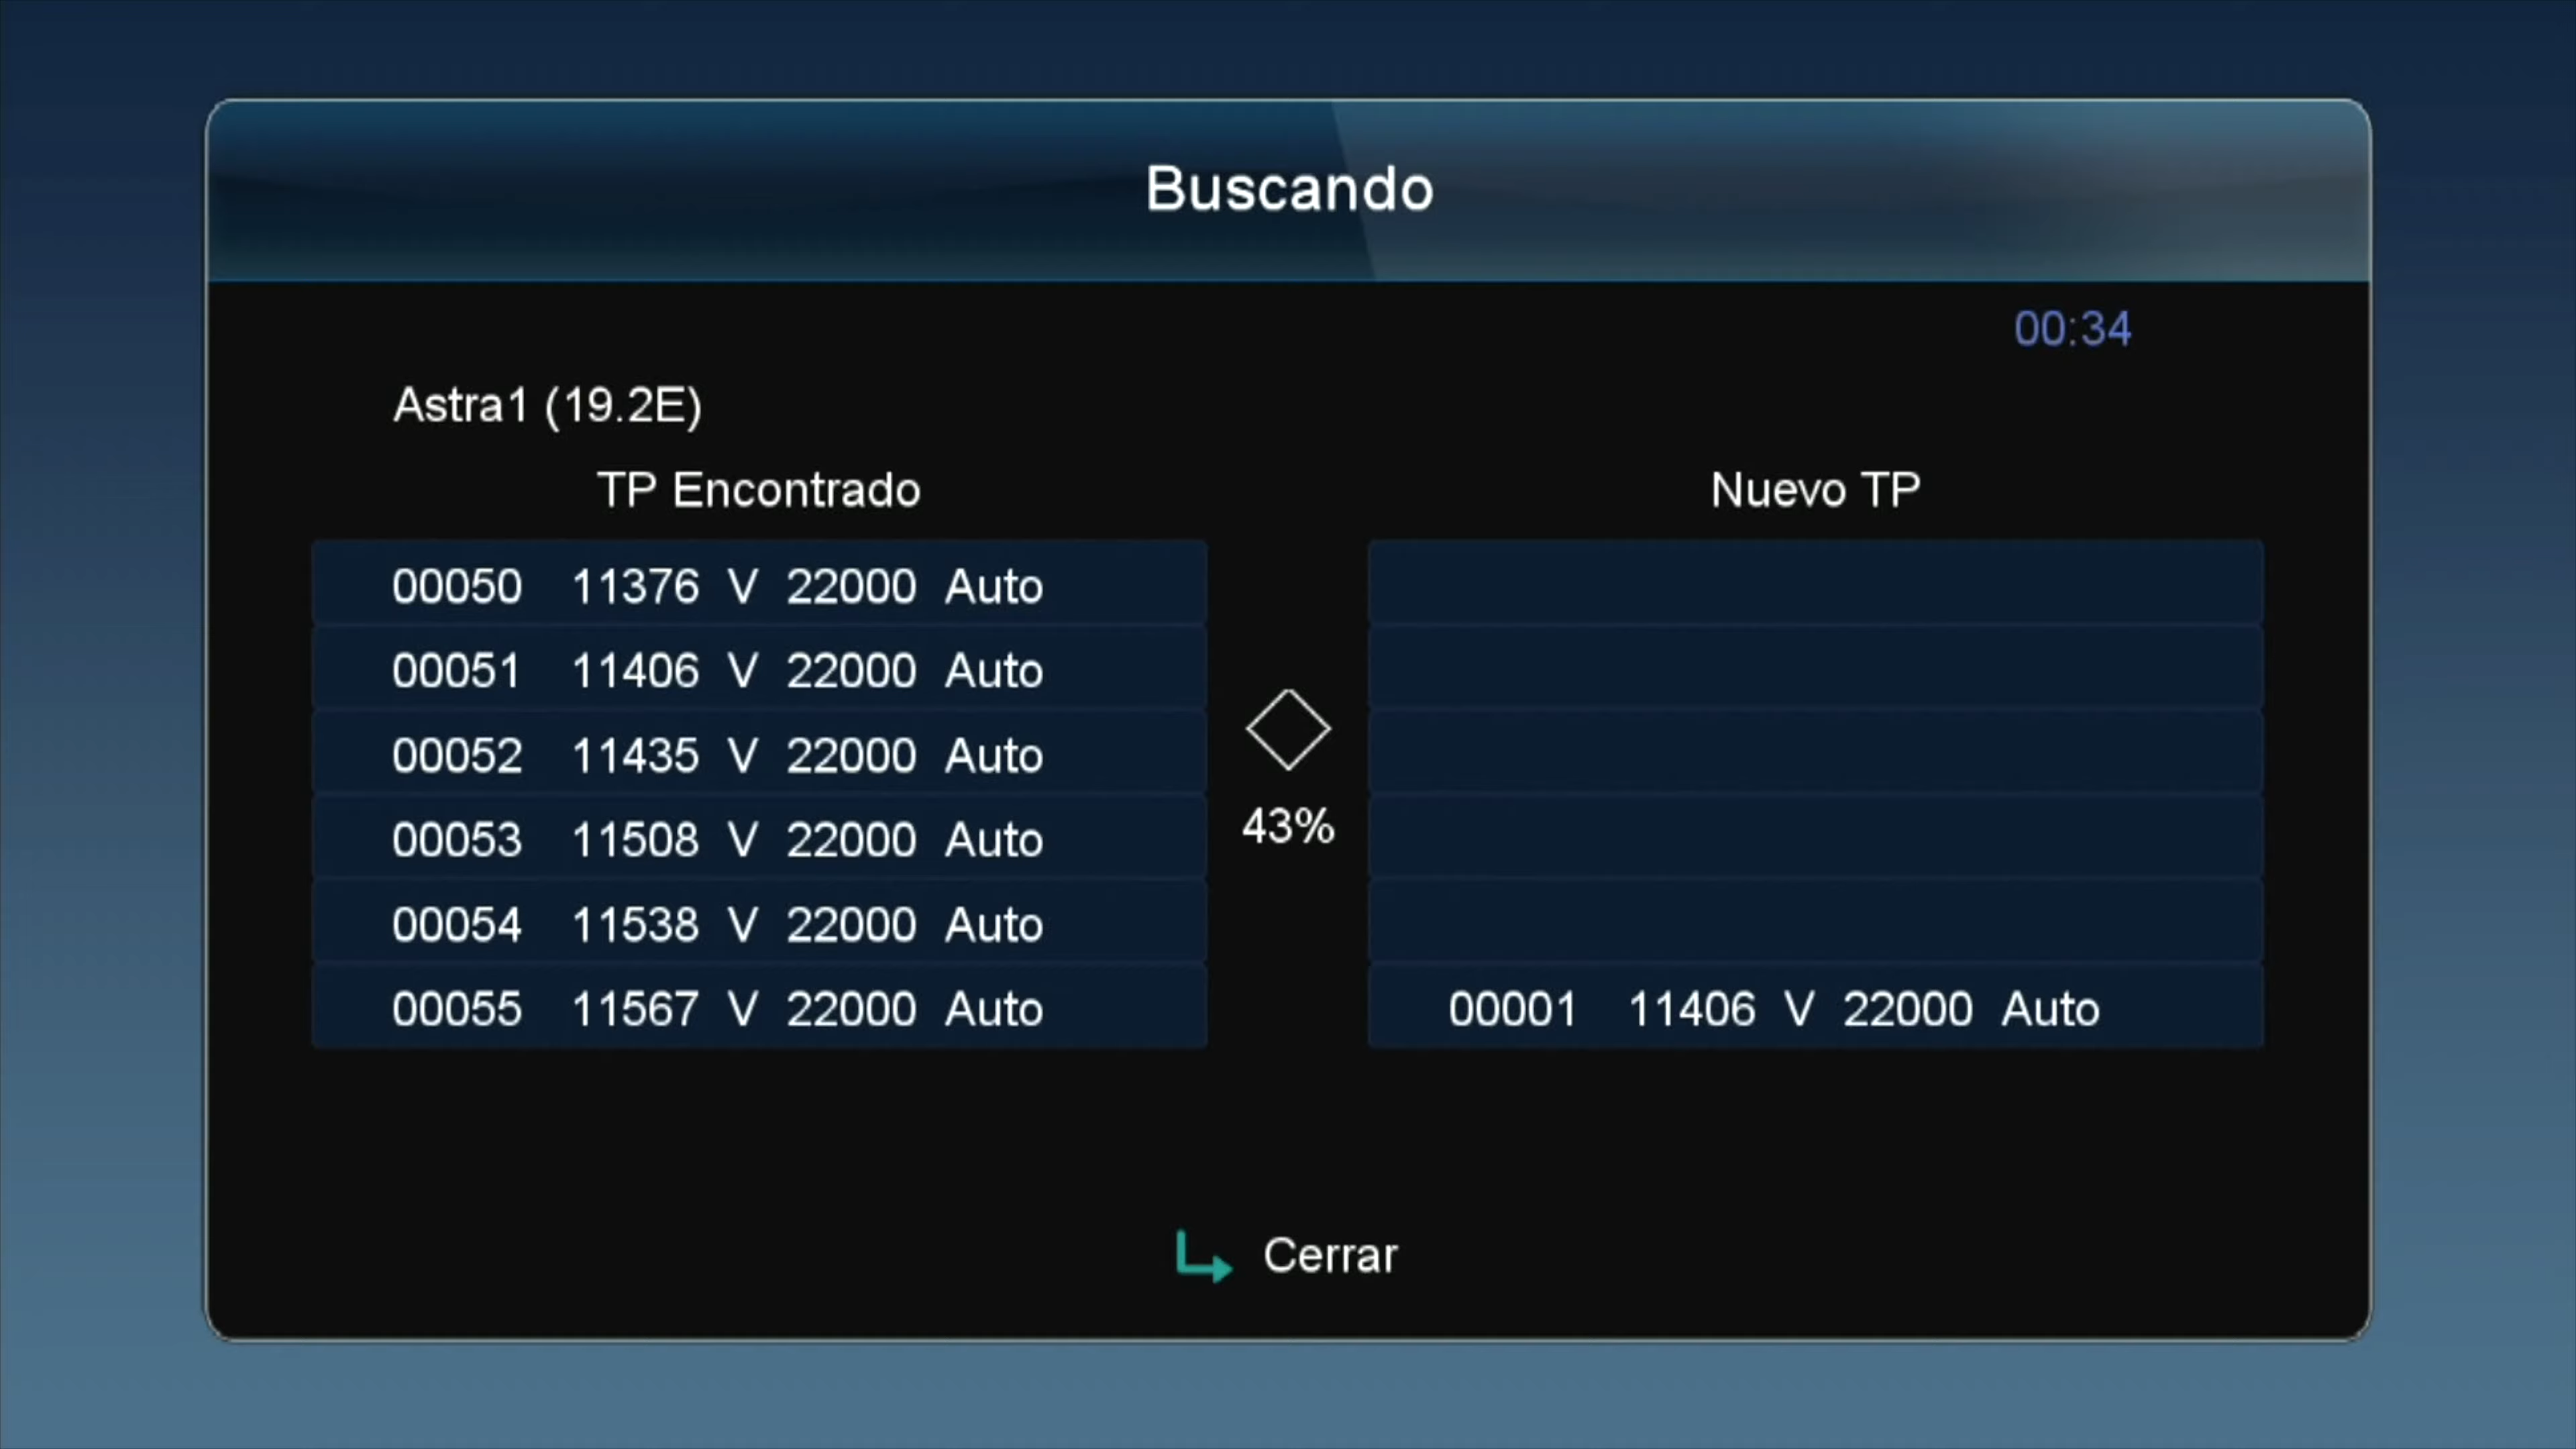 Buscando
00:34
Astra1 (19.2E)
TP Encontrado
Nuevo TP
00050 11376 V 22000 Auto
00051 11406 V 22000 Auto
00052 11435 V 22000 Auto
00053 11508 V 22000 Auto
00054 11538 V 22000 Auto
00055 11567 V 22000 Auto
43%
00001 11406 V 22000 Auto
Cerrar